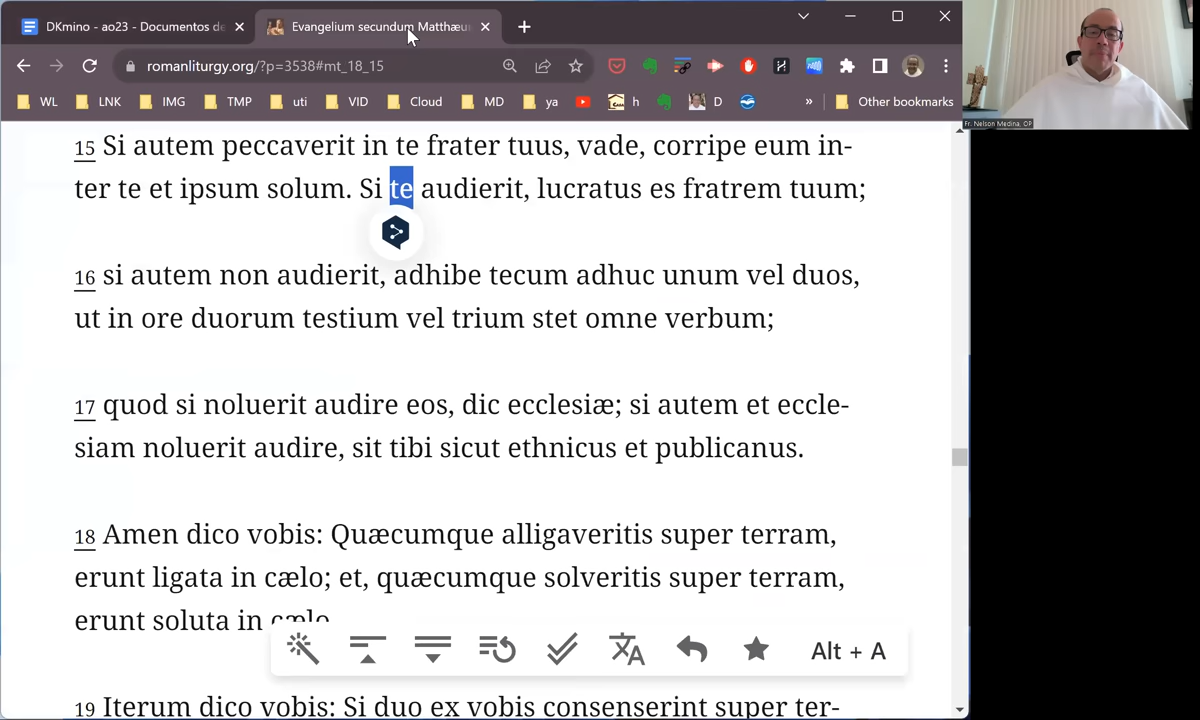 DKmino - ao23 - Documentos de
Evangelium secundum Matthæu
romanliturgy.org/?p=3538#mt_18_15
WL LNK IMG TMP uti VID Cloud MD ya h D » Other bookmarks
Fr. Nelson Medina, OP
15 Si autem peccaverit in te frater tuus, vade, corripe eum in-
ter te et ipsum solum. Si te audierit, lucratus es fratrem tuum;
16 si autem non audierit, adhibe tecum adhuc unum vel duos,
ut in ore duorum testium vel trium stet omne verbum;
17 quod si noluerit audire eos, dic ecclesiæ; si autem et eccle-
siam noluerit audire, sit tibi sicut ethnicus et publicanus.
18 Amen dico vobis: Quæcumque alligaveritis super terram,
erunt ligata in cælo; et, quæcumque solveritis super terram,
erunt soluta in cælo
Alt + A
19 Iterum dico vobis: Si duo ex vobis consenserint super ter-